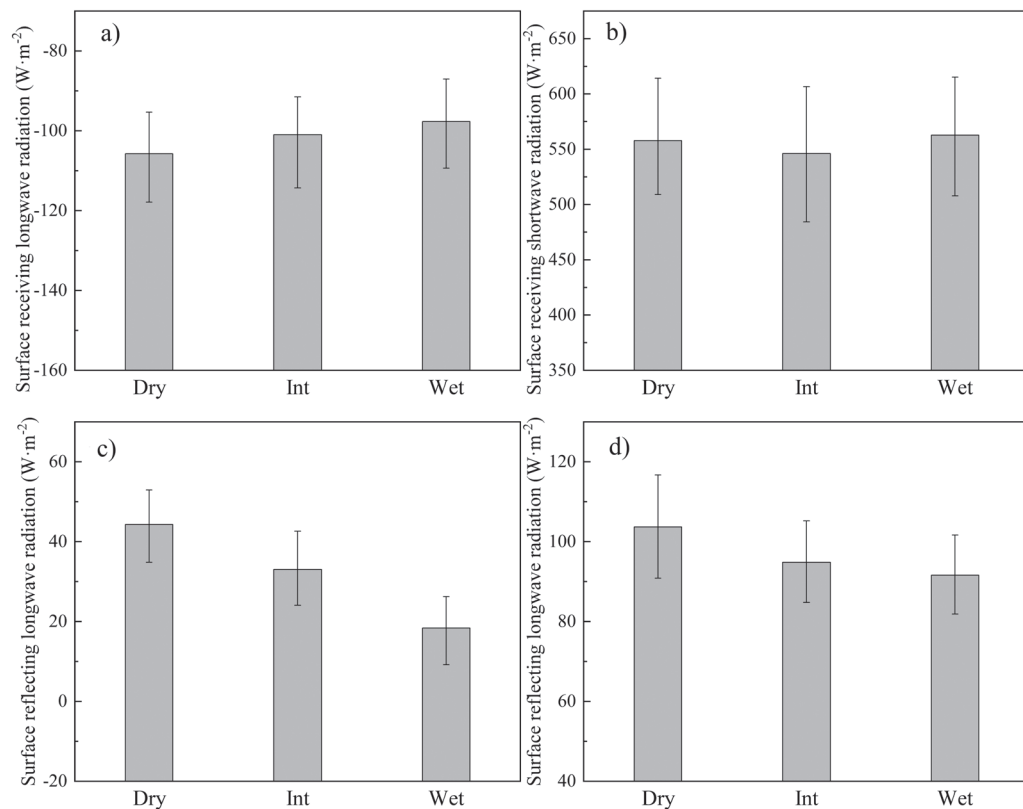 a)
Surface receiving longwave radiation (W·m-2)
-80
-100
-120
-140
-160
Dry Int Wet
b)
Surface receiving shortwave radiation (W·m-2)
650
600
550
500
450
400
350
Dry Int Wet
c)
Surface reflecting longwave radiation (W·m-2)
60
40
20
0
-20
Dry Int Wet
d)
Surface reflecting longwave radiation (W·m-2)
120
100
80
60
40
Dry Int Wet